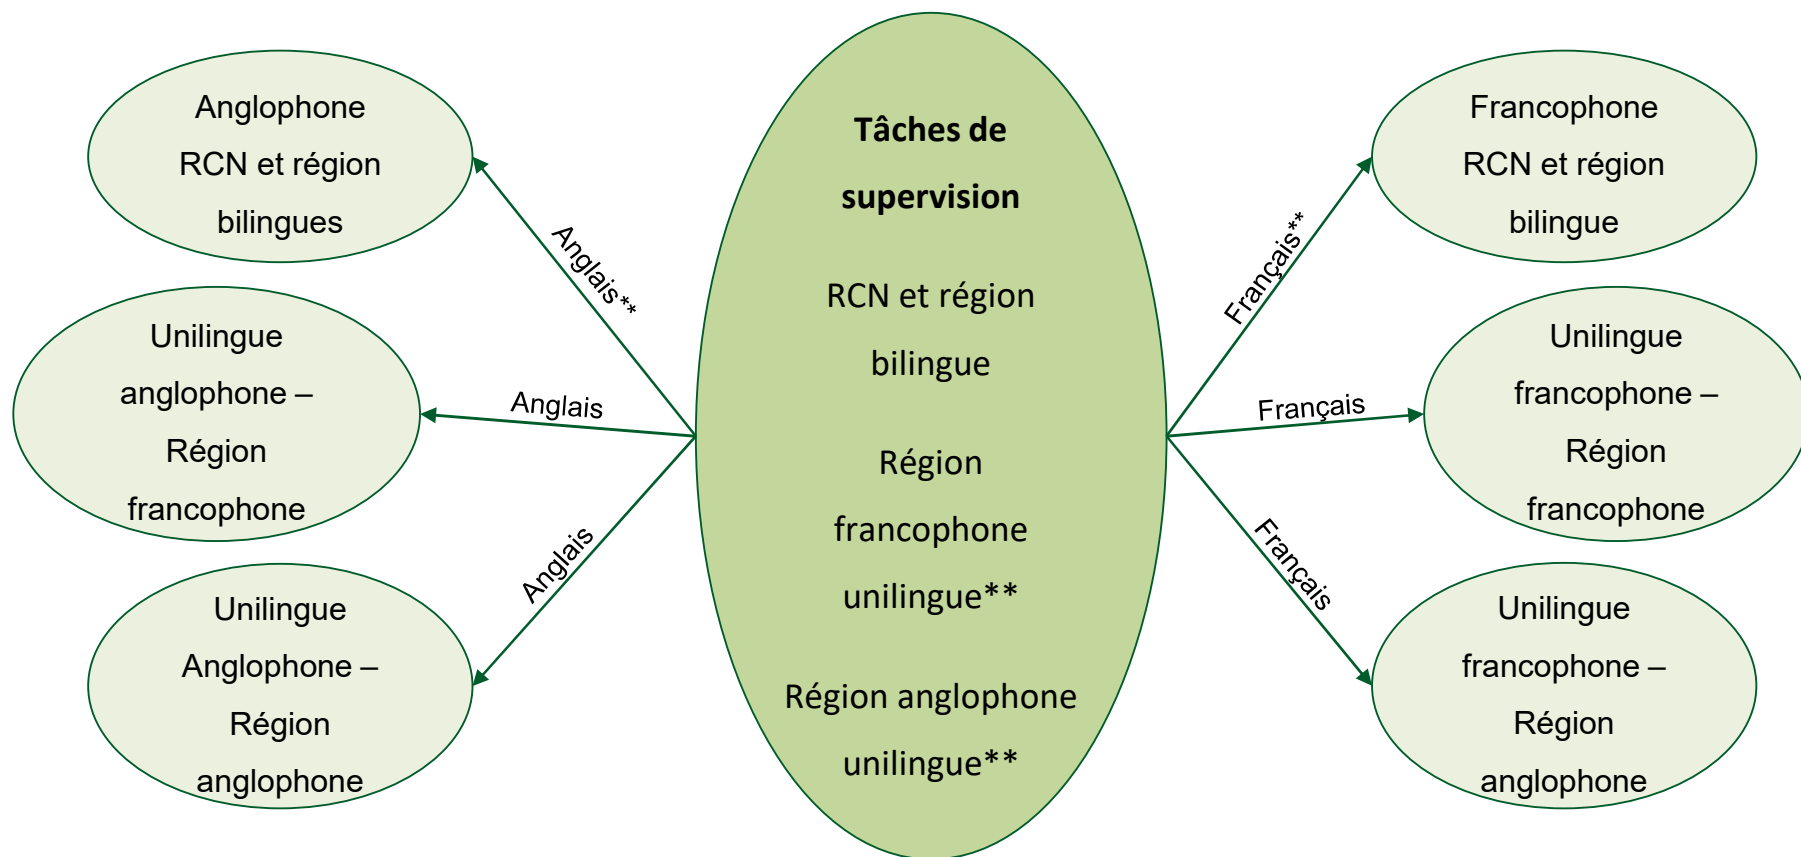 Anglophone
RCN et région
bilingues
Anglais**
Unilingue
anglophone –
Région
francophone
Anglais
Unilingue
Anglophone –
Région
anglophone
Anglais
Tâches de
supervision
RCN et région
bilingue
Région
francophone
unilingue**
Région anglophone
unilingue**
Francophone
RCN et région
bilingue
Français**
Unilingue
francophone –
Région
francophone
Français
Unilingue
francophone –
Région
anglophone
Français